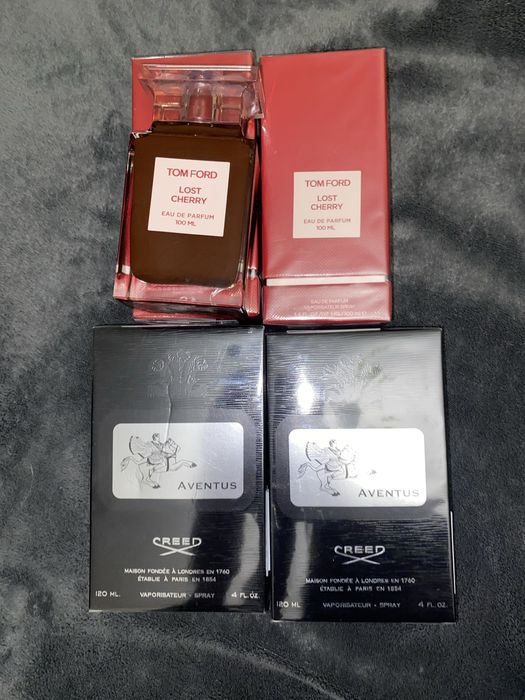 TOM FORD
LOST
CHERRY
EAU DE PARFUM
100 ML
TOM FORD
LOST
CHERRY
EAU DE PARFUM
100 ML
EAU DE PARFUM
VAPORISATEUR SPRAY
AVENTUS
CREED
MAISON FONDÉE À LONDRES EN 1760
ÉTABLIE À PARIS EN 1854
120 ML. VAPORISATEUR - SPRAY 4 FL. OZ.
AVENTUS
CREED
MAISON FONDÉE À LONDRES EN 1760
ÉTABLIE À PARIS EN 1854
120 ML. VAPORISATEUR - SPRAY 4 FL. OZ.